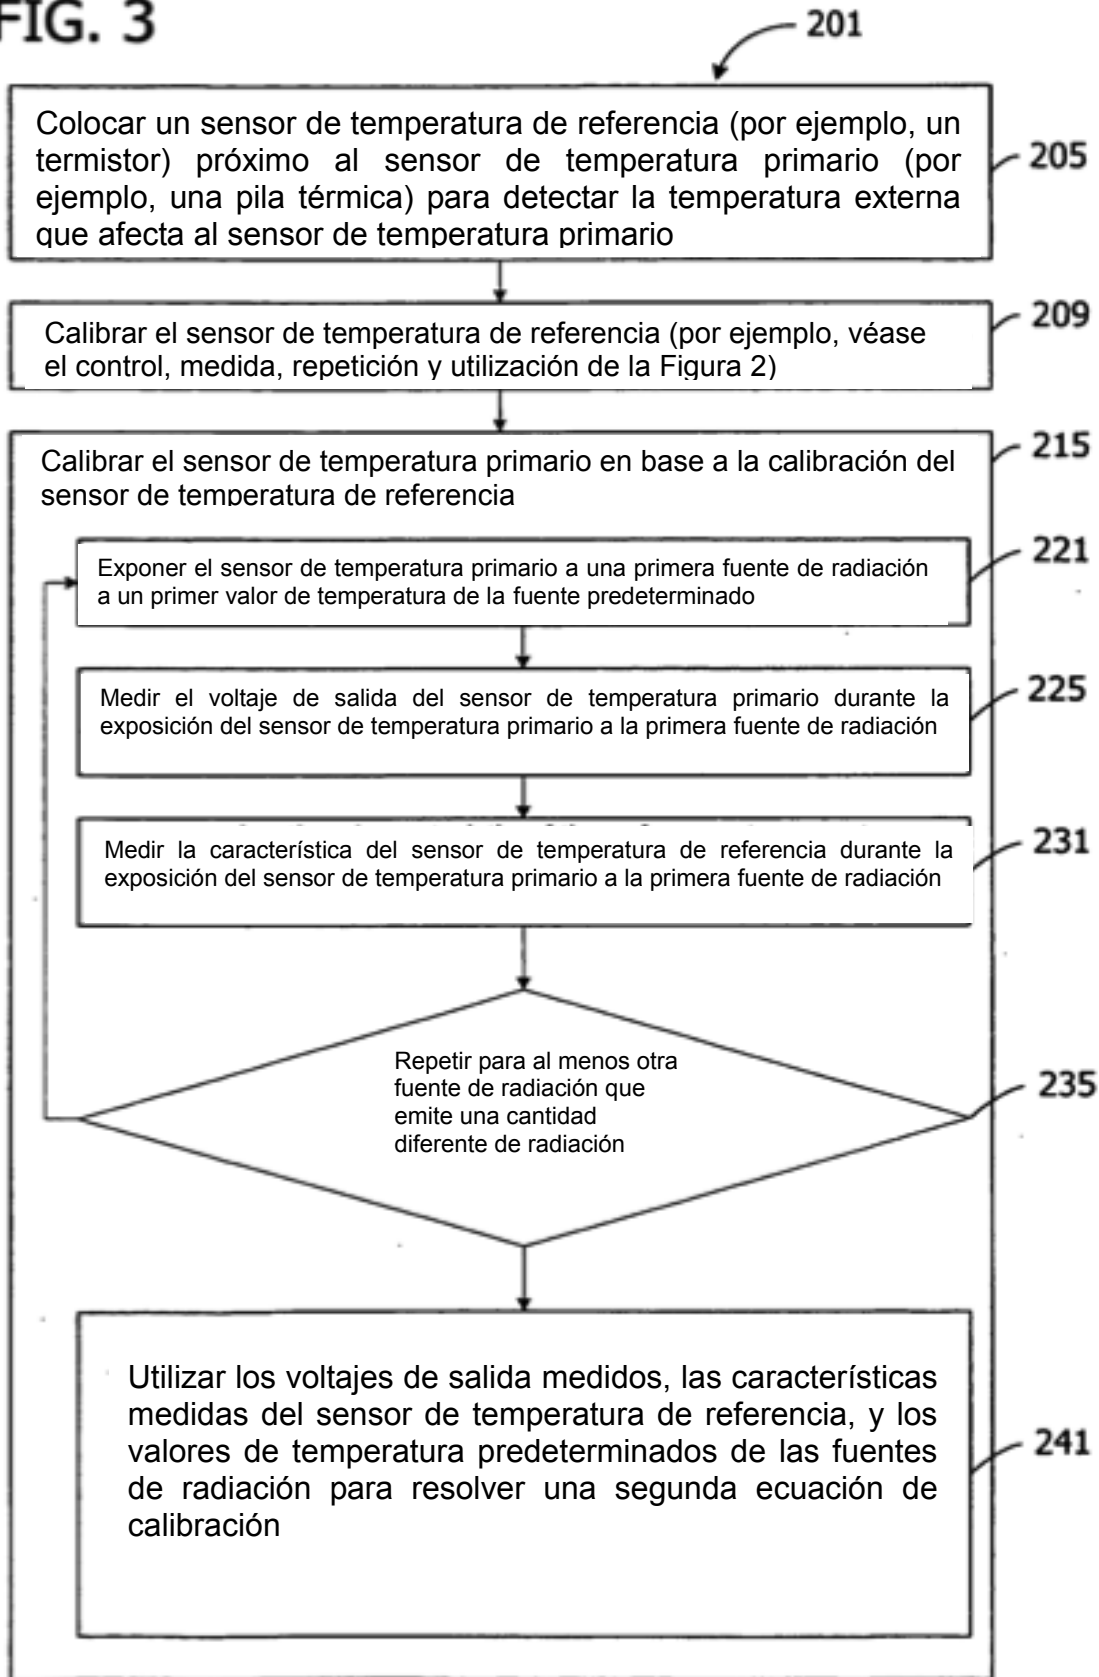 FIG. 3
201
Colocar un sensor de temperatura de referencia (por ejemplo, un
termistor) próximo al sensor de temperatura primario (por
ejemplo, una pila térmica) para detectar la temperatura externa
que afecta al sensor de temperatura primario
205
Calibrar el sensor de temperatura de referencia (por ejemplo, véase
el control, medida, repetición y utilización de la Figura 2)
209
Calibrar el sensor de temperatura primario en base a la calibración del
sensor de temperatura de referencia
215
Exponer el sensor de temperatura primario a una primera fuente de radiación
a un primer valor de temperatura de la fuente predeterminado
221
Medir el voltaje de salida del sensor de temperatura primario durante la
exposición del sensor de temperatura primario a la primera fuente de radiación
225
Medir la característica del sensor de temperatura de referencia durante la
exposición del sensor de temperatura primario a la primera fuente de radiación
231
Repetir para al menos otra
fuente de radiación que
emite una cantidad
diferente de radiación
235
Utilizar los voltajes de salida medidos, las características
medidas del sensor de temperatura de referencia, y los
valores de temperatura predeterminados de las fuentes
de radiación para resolver una segunda ecuación de
calibración
241